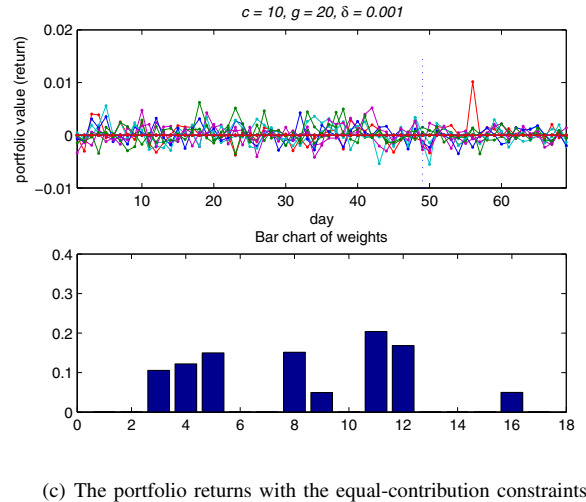 c = 10, g = 20, δ = 0.001
0.02
0.01
0
−0.01
portfolio value (return)
10 20 30 40 50 60
day
Bar chart of weights
0.4
0.3
0.2
0.1
0
0 2 4 6 8 10 12 14 16 18
(c) The portfolio returns with the equal-contribution constraints